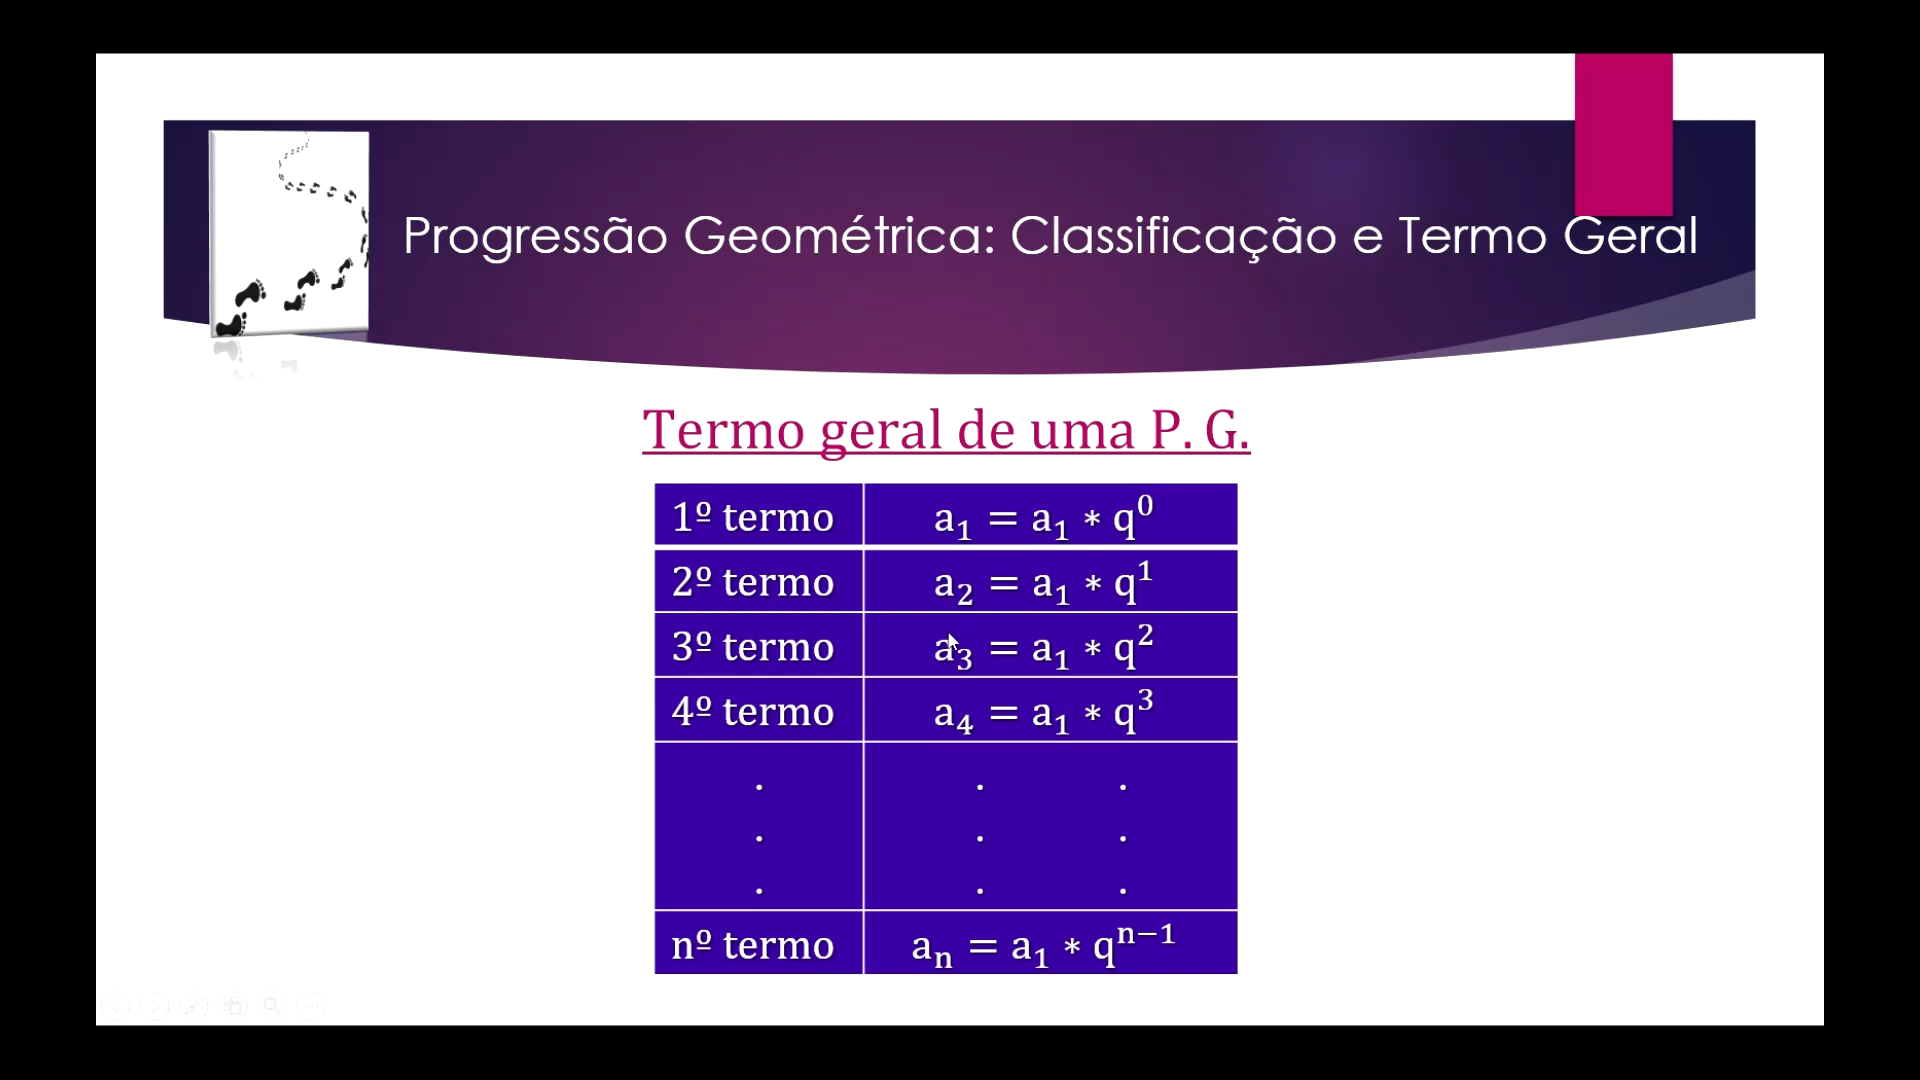 Progressão Geométrica: Classificação e Termo Geral
Termo geral de uma P. G.
1º termo a₁ = a₁ ∗ q⁰
2º termo a₂ = a₁ ∗ q¹
3º termo a₃ = a₁ ∗ q²
4º termo a₄ = a₁ ∗ q³
. . .
. . .
. . .
nº termo aₙ = a₁ ∗ qⁿ⁻¹